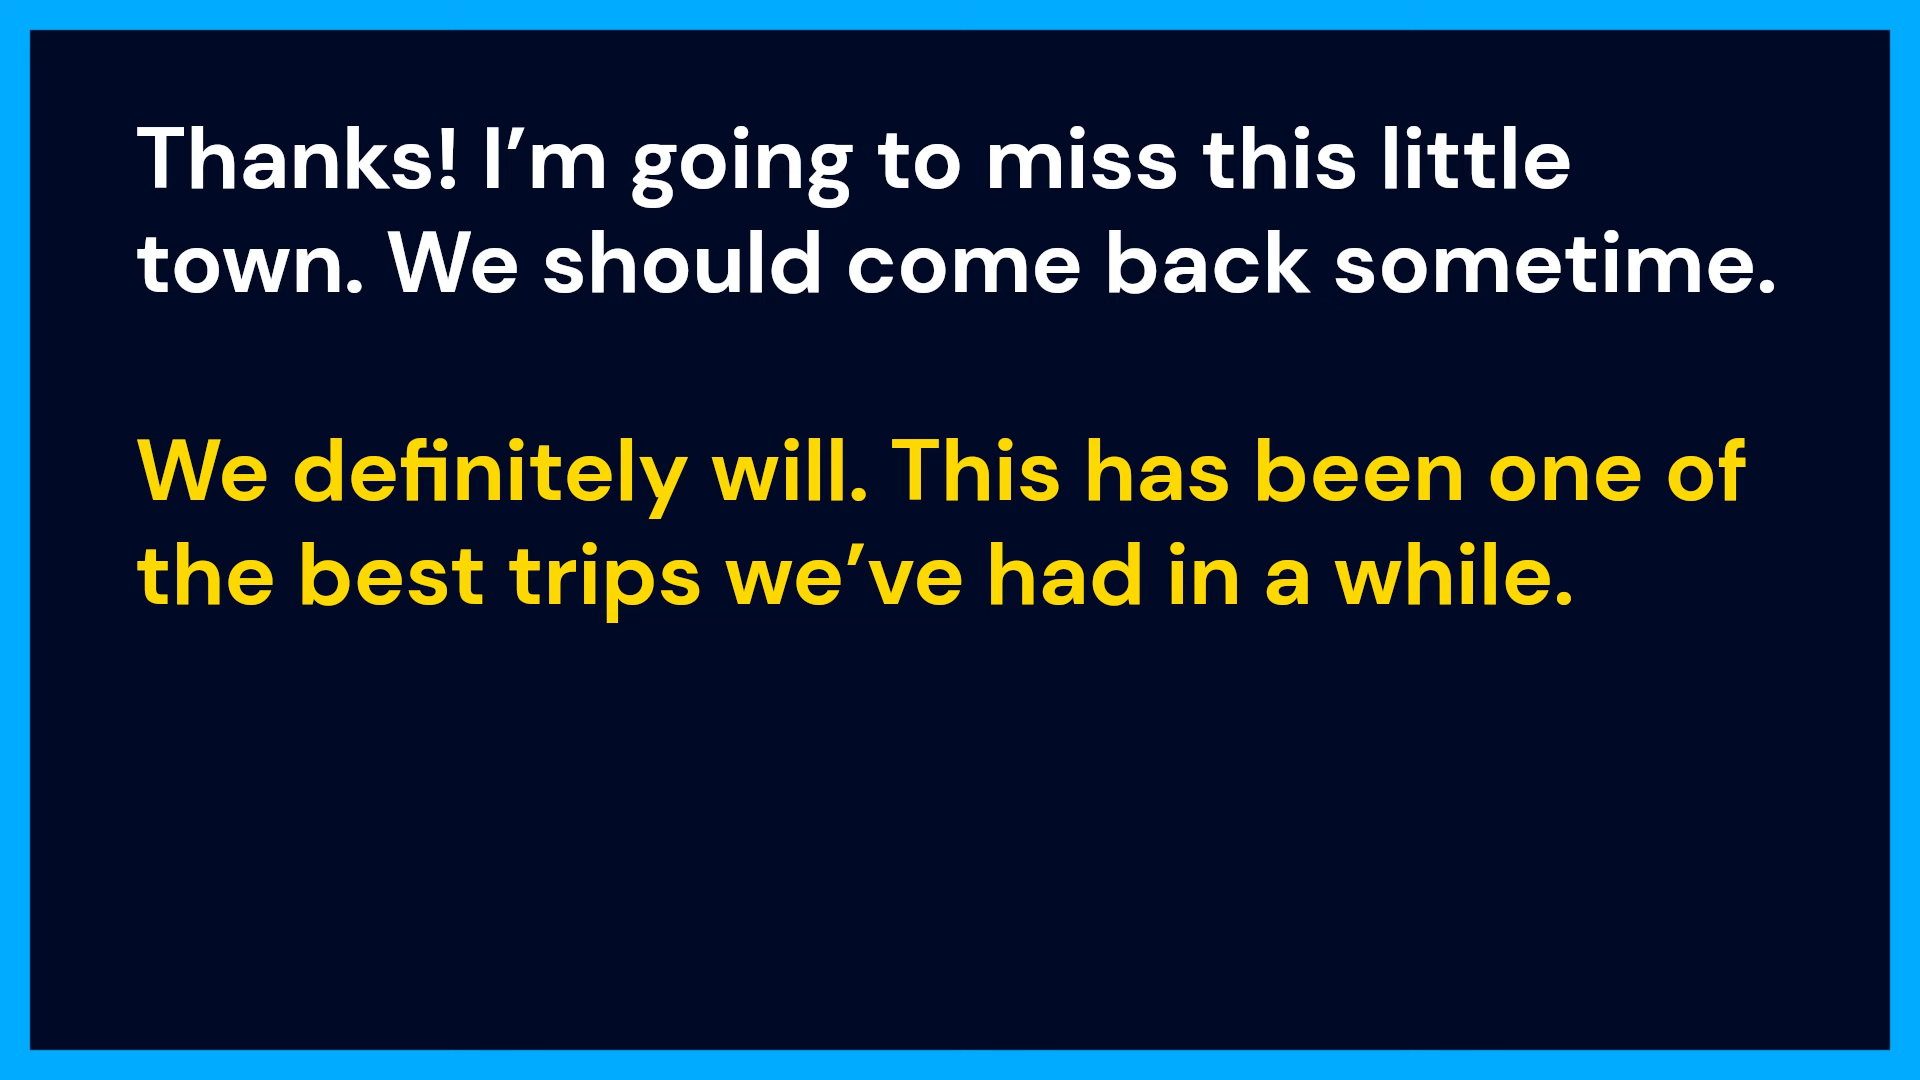 Thanks! I’m going to miss this little
town. We should come back sometime.
We definitely will. This has been one of
the best trips we’ve had in a while.